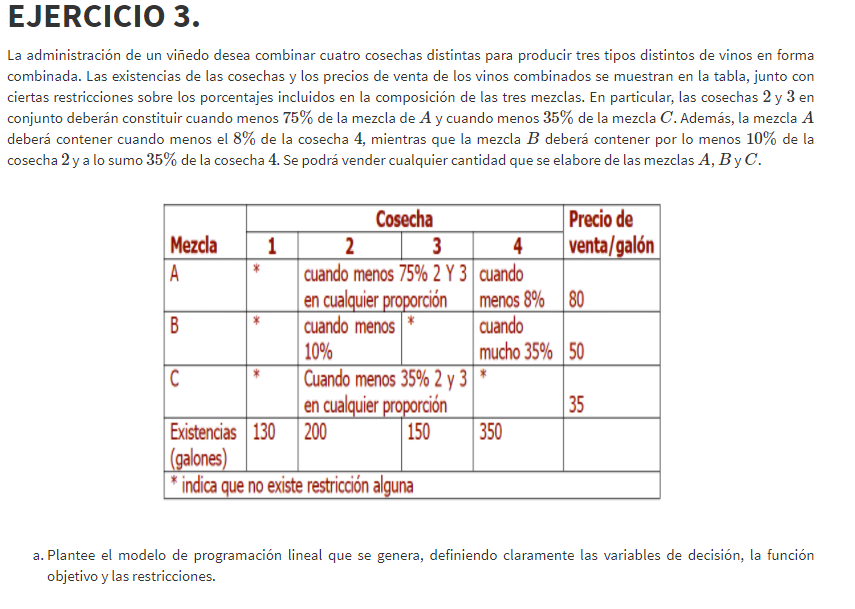 EJERCICIO 3.
La administración de un viñedo desea combinar cuatro cosechas distintas para producir tres tipos distintos de vinos en forma
combinada. Las existencias de las cosechas y los precios de venta de los vinos combinados se muestran en la tabla, junto con
ciertas restricciones sobre los porcentajes incluidos en la composición de las tres mezclas. En particular, las cosechas 2 y 3 en
conjunto deberán constituir cuando menos 75% de la mezcla de A y cuando menos 35% de la mezcla C. Además, la mezcla A
deberá contener cuando menos el 8% de la cosecha 4, mientras que la mezcla B deberá contener por lo menos 10% de la
cosecha 2 y a lo sumo 35% de la cosecha 4. Se podrá vender cualquier cantidad que se elabore de las mezclas A, B y C.
Cosecha Precio de
Mezcla 1 2 3 4 venta/galón
A * cuando menos 75% 2 Y 3 cuando
en cualquier proporción menos 8% 80
B * cuando menos * cuando
10% mucho 35% 50
C * Cuando menos 35% 2 y 3 *
en cualquier proporción 35
Existencias 130 200 150 350
(galones)
* indica que no existe restricción alguna
a. Plantee el modelo de programación lineal que se genera, definiendo claramente las variables de decisión, la función
objetivo y las restricciones.